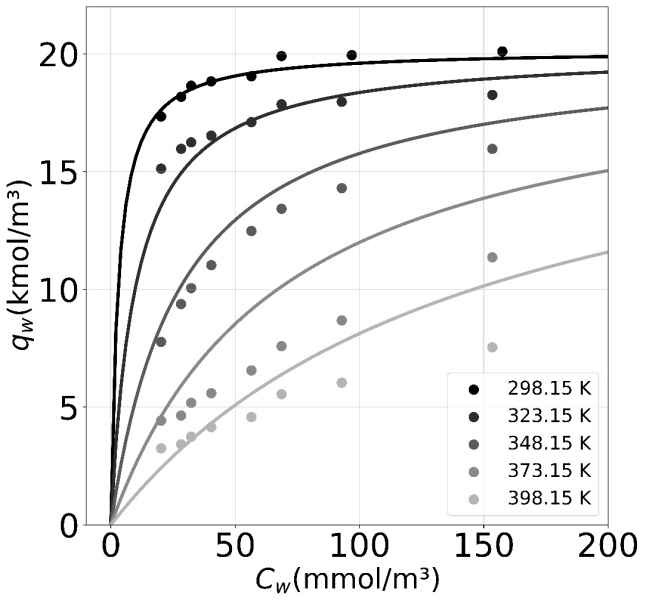 20
15
10
5
0
q_w(kmol/m³)
298.15 K
323.15 K
348.15 K
373.15 K
398.15 K
0 50 100 150 200
C_w(mmol/m³)